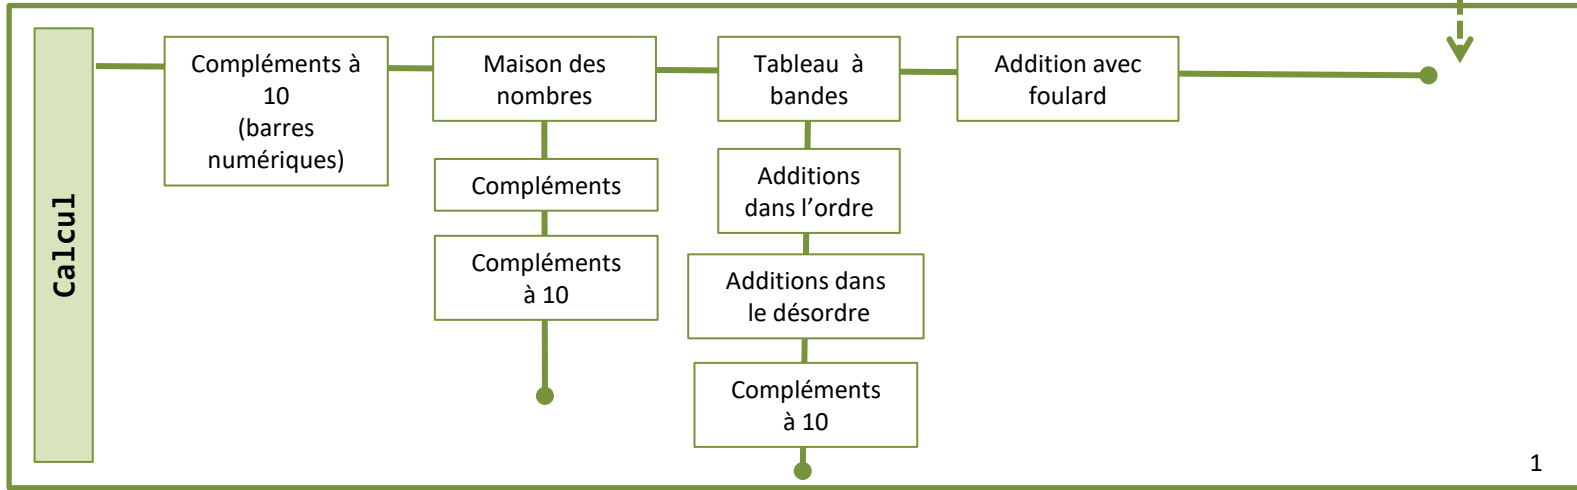 Calcul
Compléments à
10
(barres
numériques)
Maison des
nombres
Compléments
Compléments
à 10
Tableau à
bandes
Additions
dans l’ordre
Additions dans
le désordre
Compléments
à 10
Addition avec
foulard
1